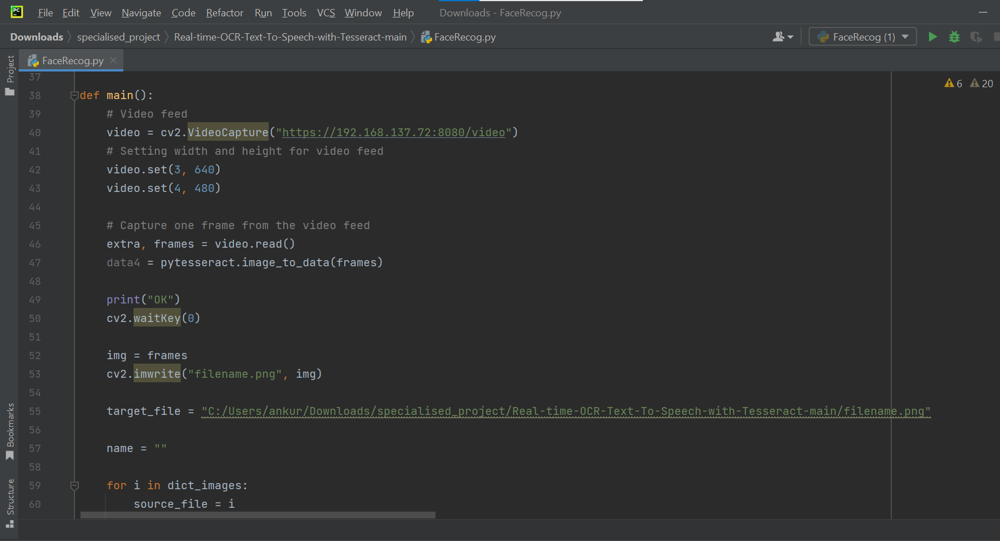 PC File Edit View Navigate Code Refactor Run Tools VCS Window Help Downloads - FaceRecog.py
Downloads specialised_project Real-time-OCR-Text-To-Speech-with-Tesseract-main FaceRecog.py FaceRecog (1)
Project
FaceRecog.py
6 20
37
38 def main():
39 # Video feed
40 video = cv2.VideoCapture("https://192.168.137.72:8080/video")
41 # Setting width and height for video feed
42 video.set(3, 640)
43 video.set(4, 480)
44
45 # Capture one frame from the video feed
46 extra, frames = video.read()
47 data4 = pytesseract.image_to_data(frames)
48
49 print("OK")
50 cv2.waitKey(0)
51
52 img = frames
53 cv2.imwrite("filename.png", img)
54
55 target_file = "C:/Users/ankur/Downloads/specialised_project/Real-time-OCR-Text-To-Speech-with-Tesseract-main/filename.png"
56
57 name = ""
58
59 for i in dict_images:
60 source_file = i
Bookmarks
Structure